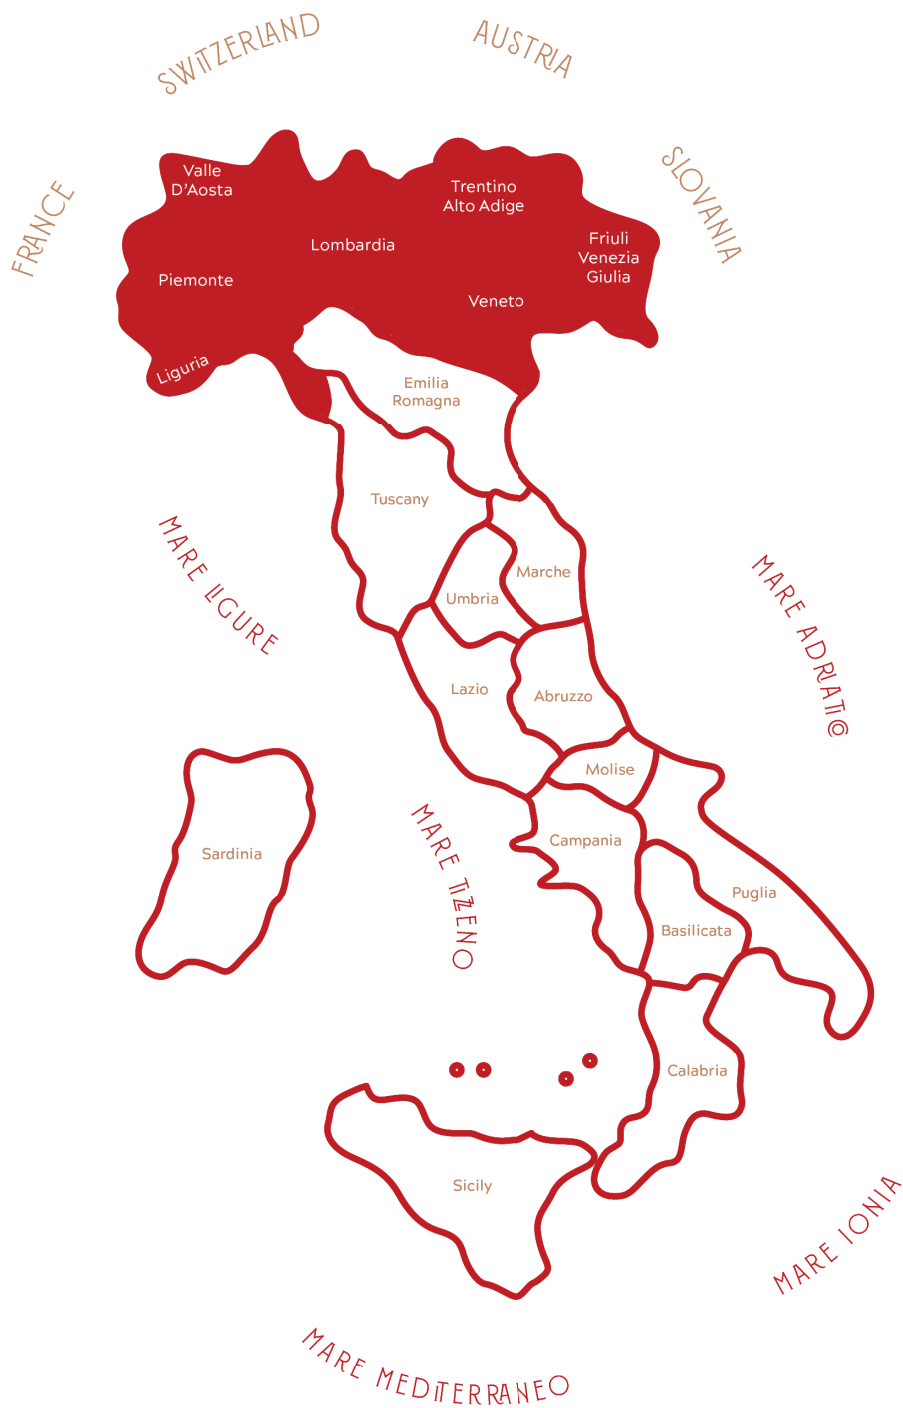 SWITZERLAND
AUSTRIA
SLOVANIA
FRANCE
Valle
D'Aosta
Trentino
Alto Adige
Lombardia
Friuli
Venezia
Giulia
Piemonte
Veneto
Liguria
Emilia
Romagna
Tuscany
Marche
Umbria
MARE LIGURE
MARE ADRIATICO
Lazio
Abruzzo
Molise
Sardinia
Campania
MARE TIZZENO
Puglia
Basilicata
Calabria
Sicily
MARE IONIA
MARE MEDITERRANEO